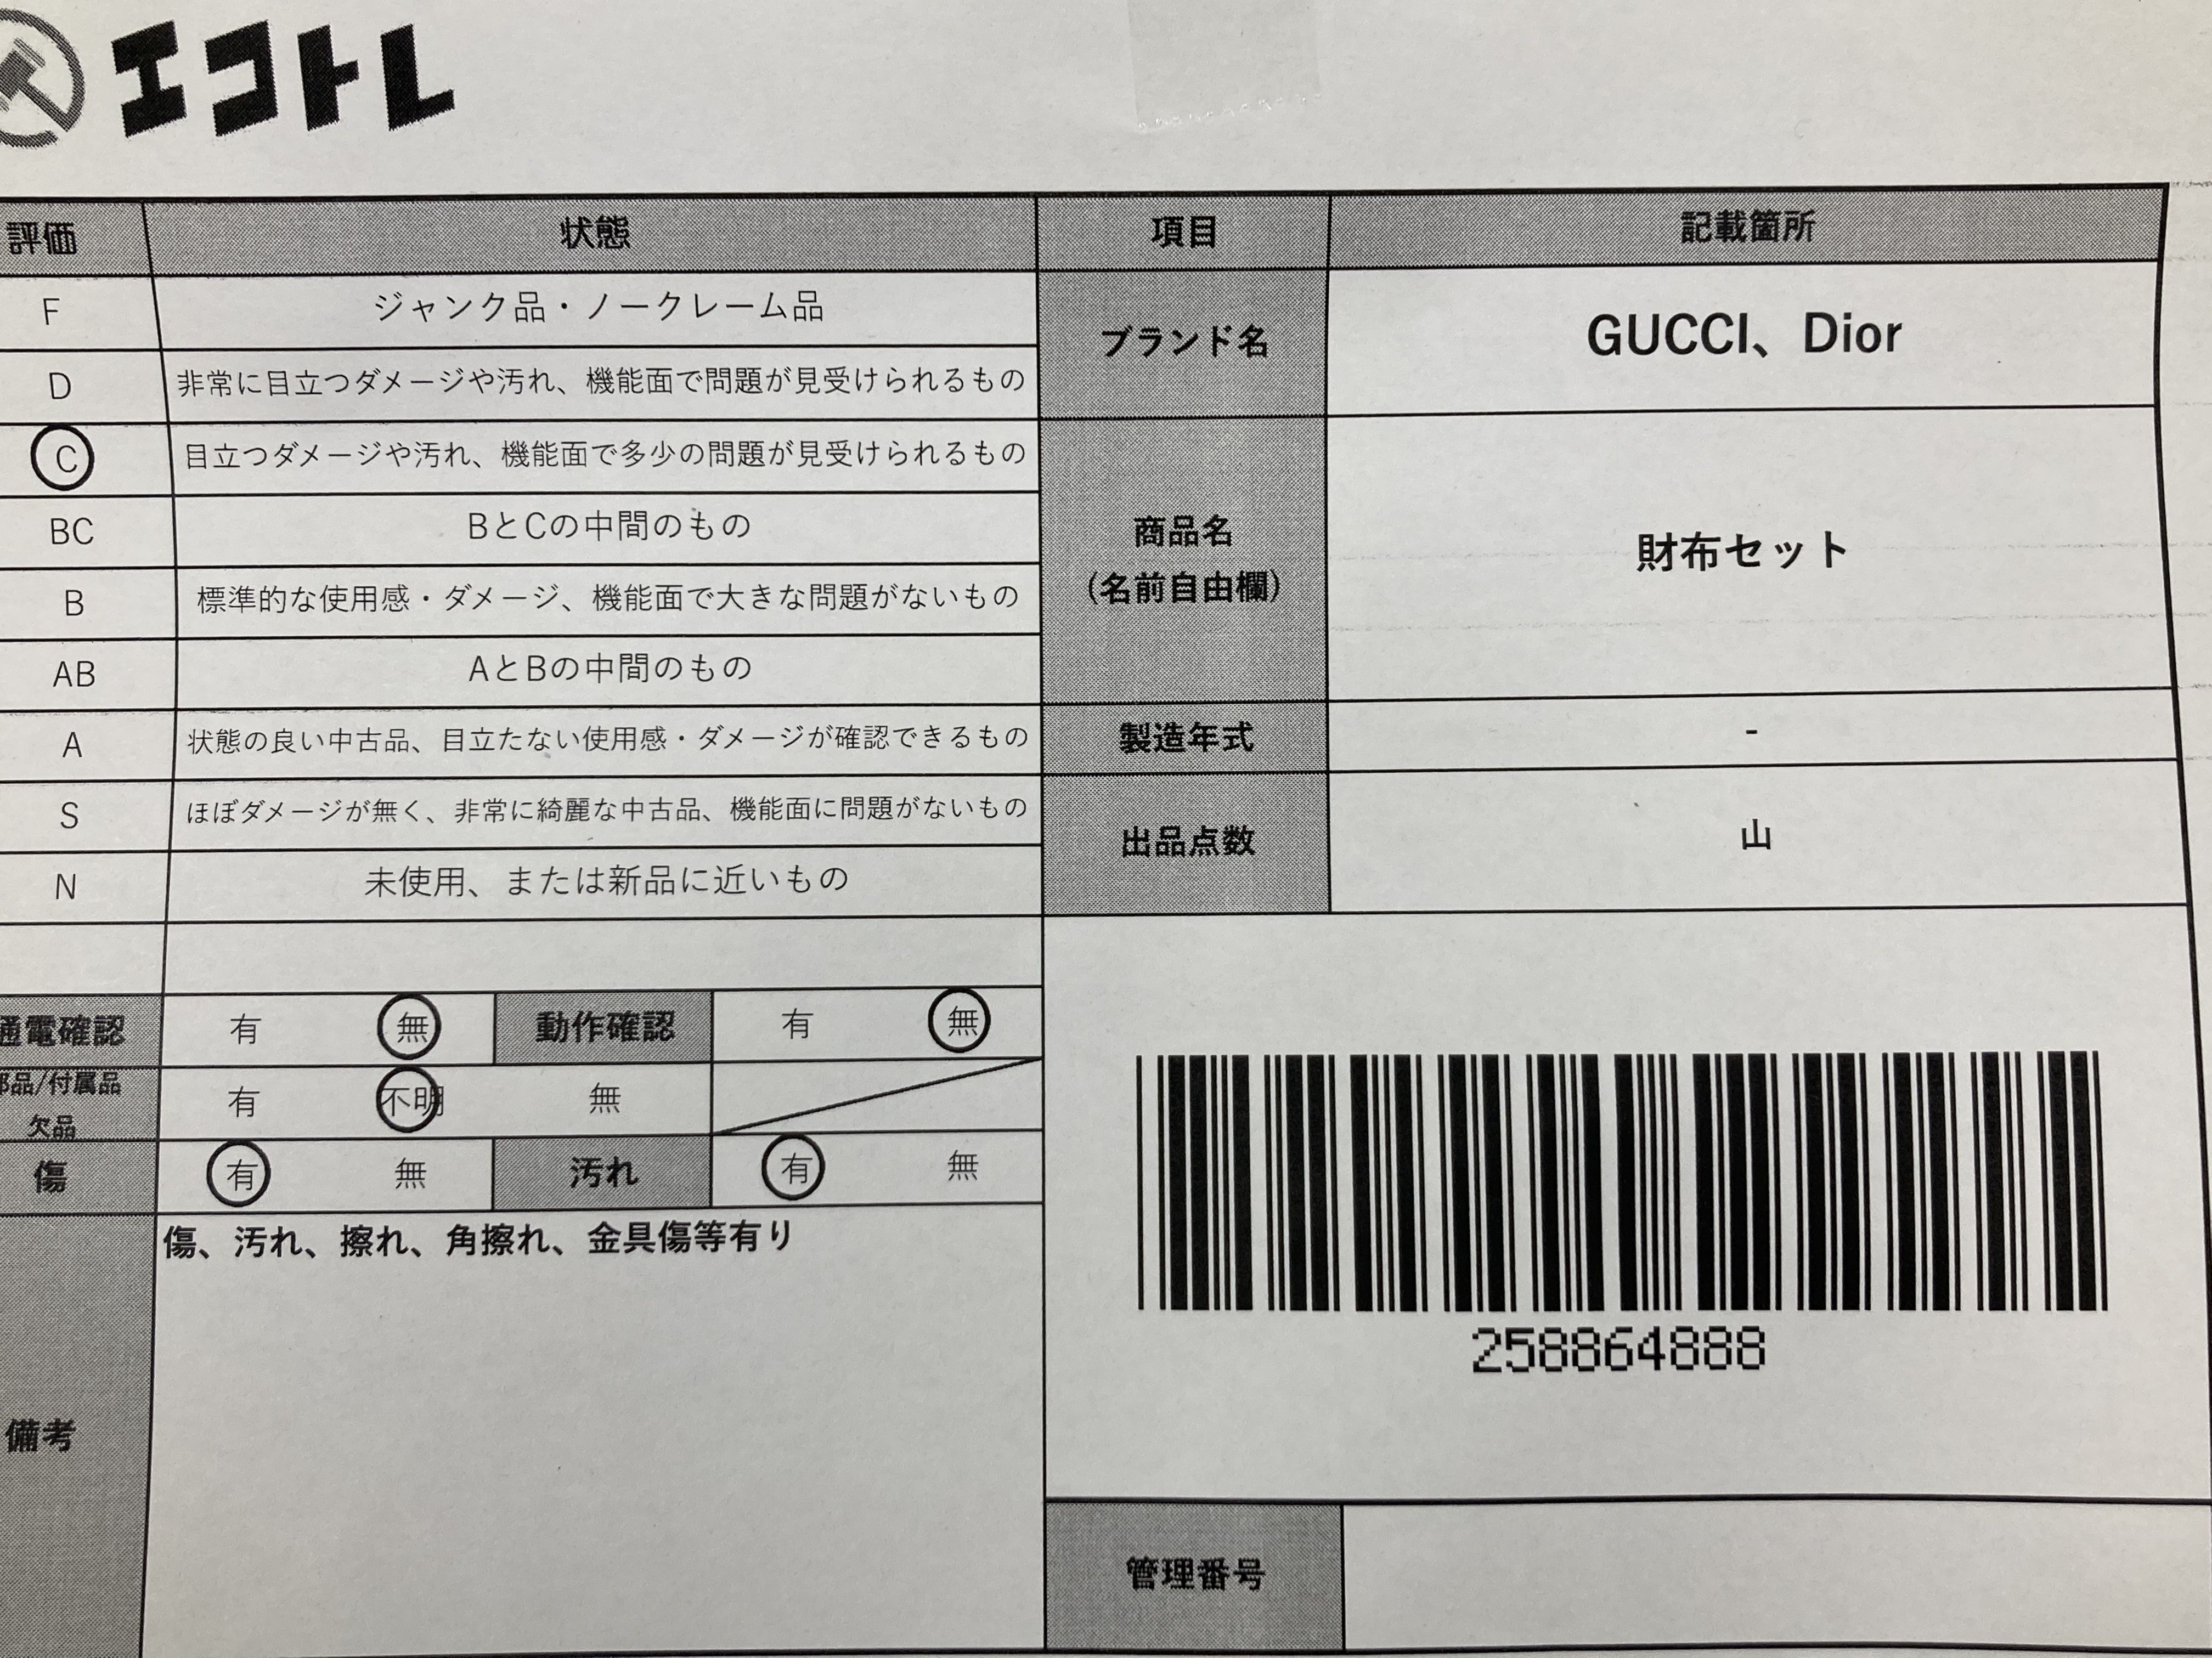 エコトレ
評価 状態 項目 記載箇所
F ジャンク品・ノークレーム品
ブランド名 GUCCI、Dior
D 非常に目立つダメージや汚れ、機能面で問題が見受けられるもの
C 目立つダメージや汚れ、機能面で多少の問題が見受けられるもの
BC BとCの中間のもの
商品名
(名前自由欄)
財布セット
B 標準的な使用感・ダメージ、機能面で大きな問題がないもの
AB AとBの中間のもの
A 状態の良い中古品、目立たない使用感・ダメージが確認できるもの
製造年式 -
S ほぼダメージが無く、非常に綺麗な中古品、機能面に問題がないもの
出品点数 山
N 未使用、または新品に近いもの
通電確認 有 無 動作確認 有 無
部品/付属品
欠品
有 不明 無
傷 有 無 汚れ 有 無
備考
傷、汚れ、擦れ、角擦れ、金具傷等有り
258864888
管理番号